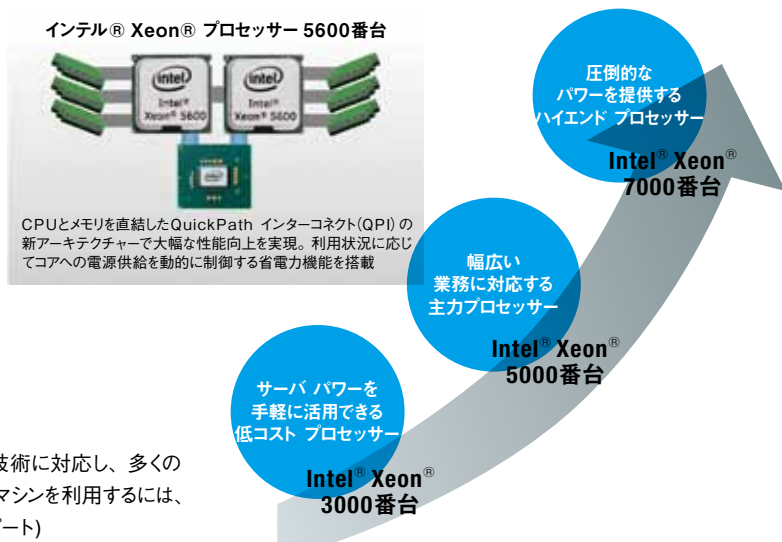 インテル® Xeon® プロセッサー 5600番台
intel
Intel®
Xeon® 5600
intel
Intel®
Xeon® 5600
intel
CPUとメモリを直結したQuickPath インターコネクト(QPI)の
新アーキテクチャーで大幅な性能向上を実現。利用状況に応じ
てコアへの電源供給を動的に制御する省電力機能を搭載
圧倒的な
パワーを提供する
ハイエンド プロセッサー
Intel® Xeon®
7000番台
幅広い
業務に対応する
主力プロセッサー
Intel® Xeon®
5000番台
サーバ パワーを
手軽に活用できる
低コスト プロセッサー
Intel® Xeon®
3000番台
技術に対応し、多くの
マシンを利用するには、
ポート)